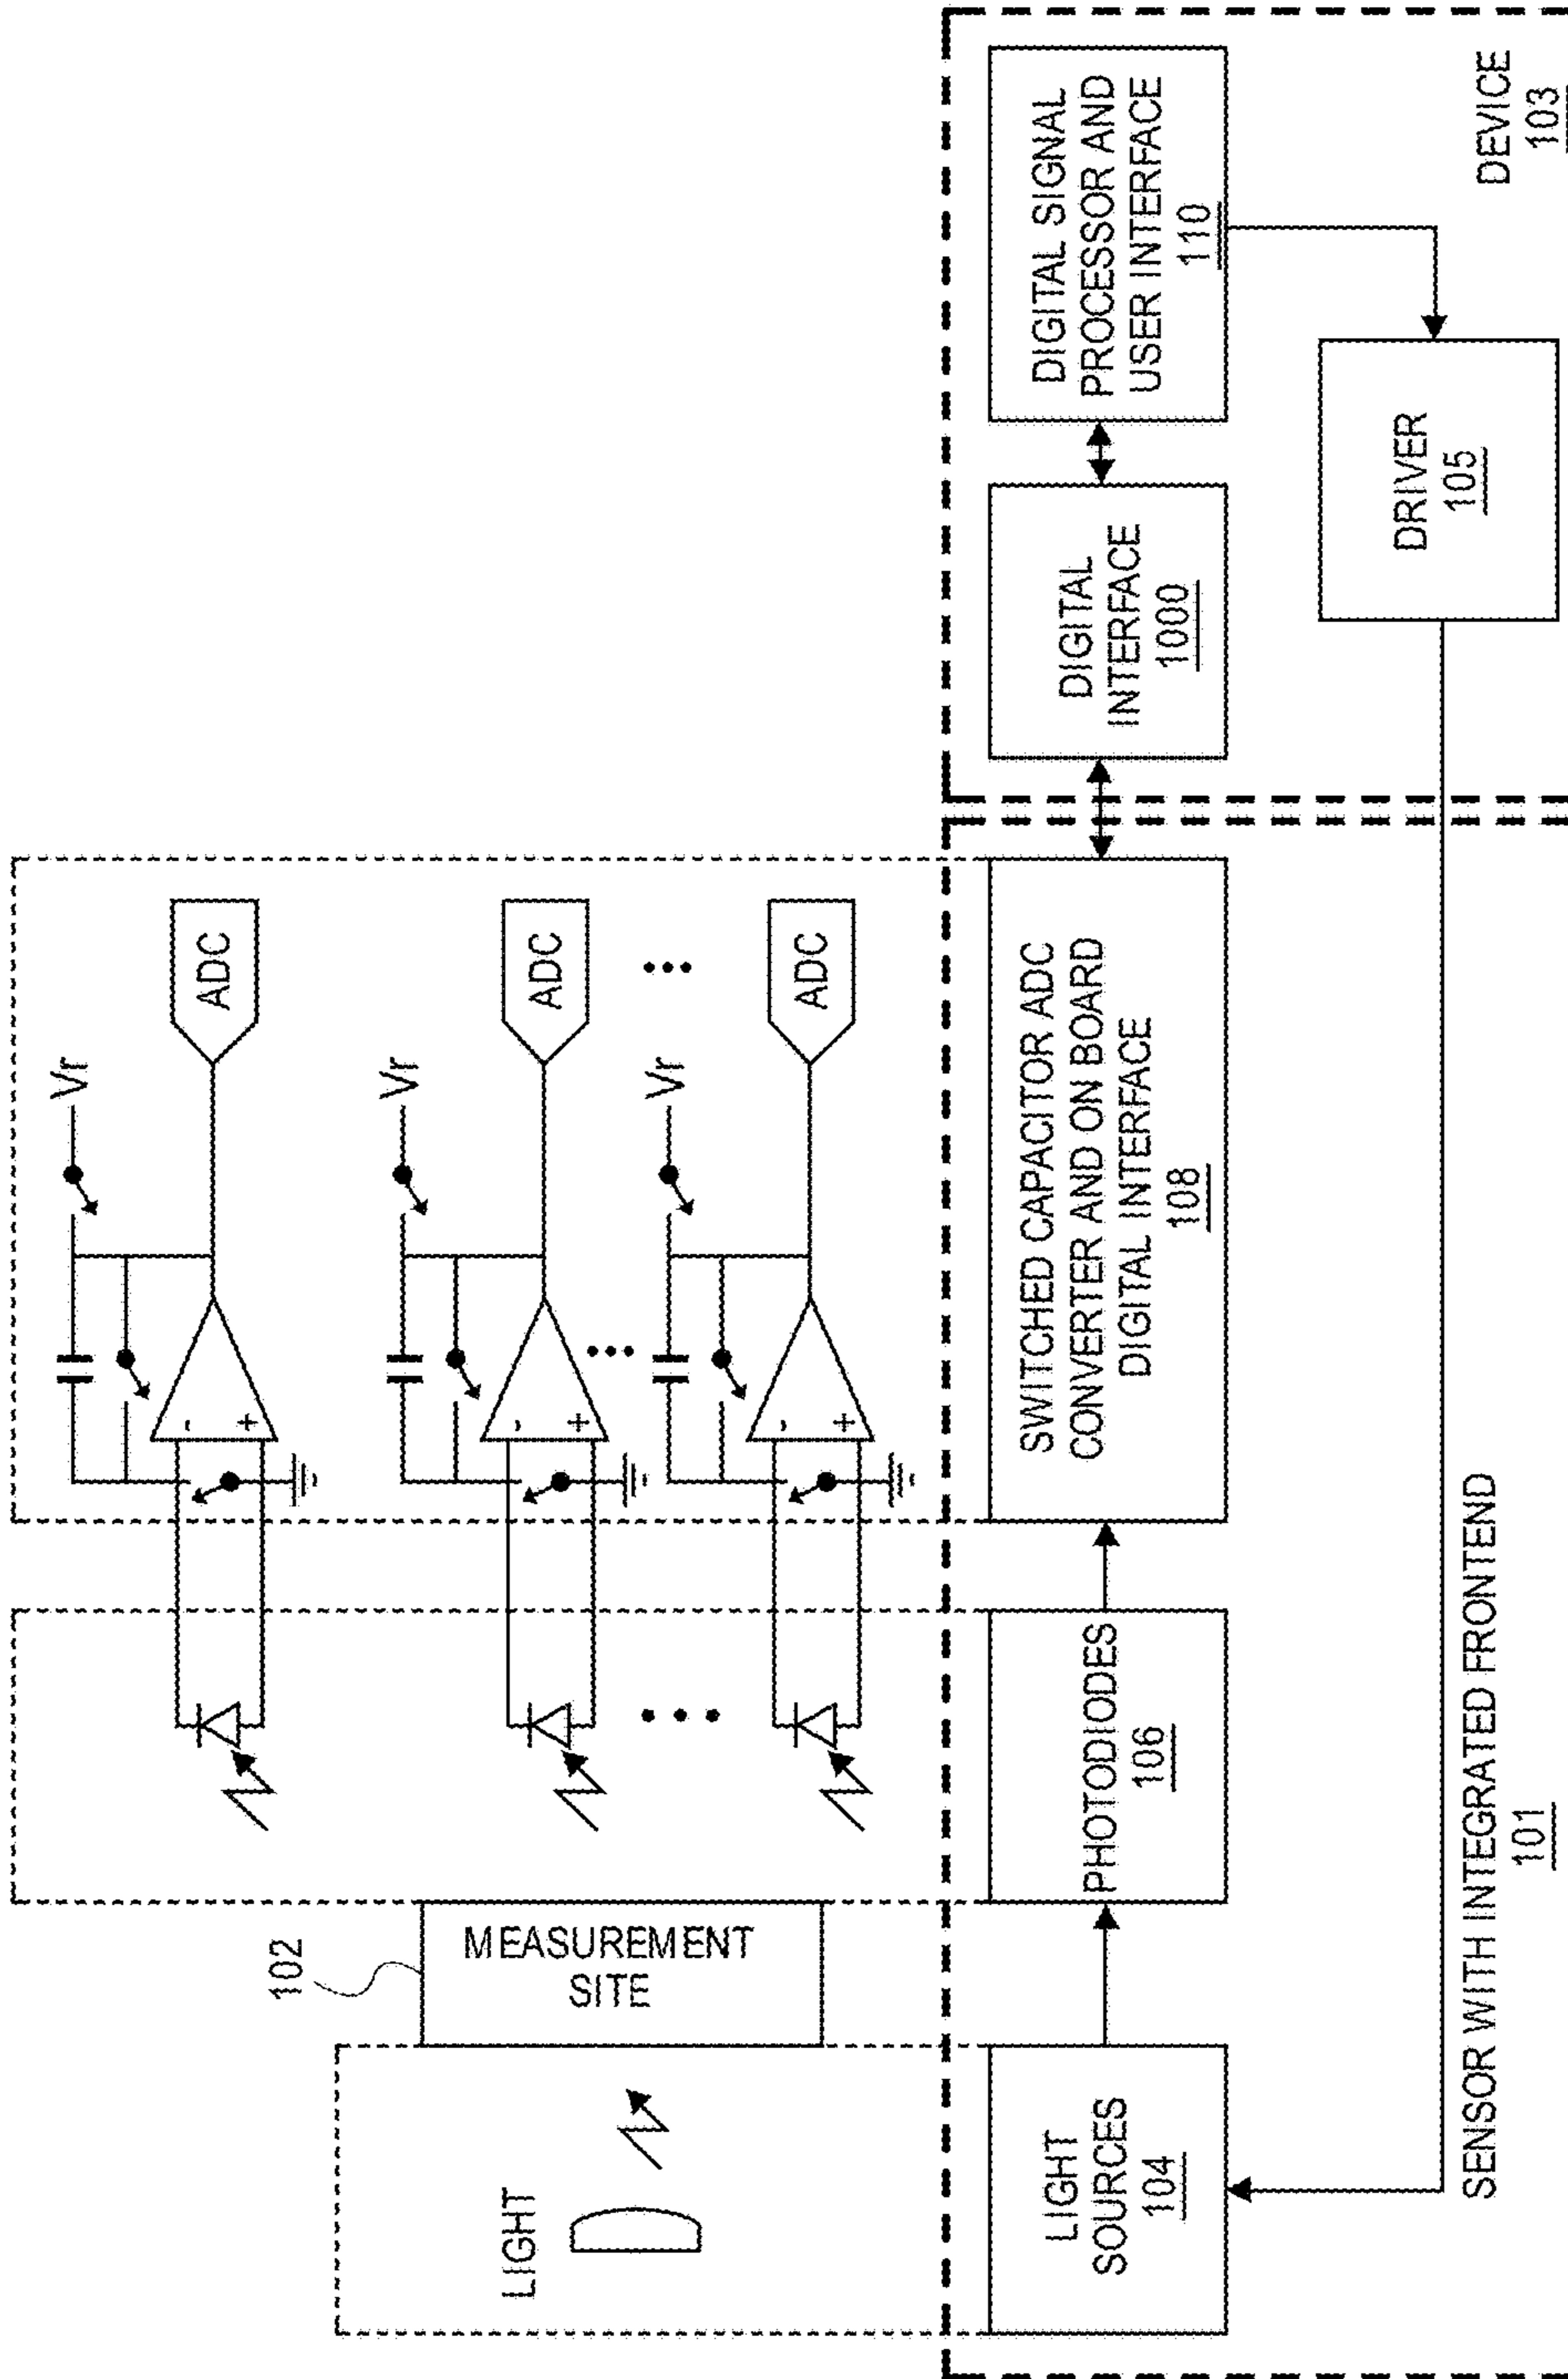 Vr
ADC
-
+
Vr
ADC
-
+
Vr
ADC
-
+
102
MEASUREMENT
SITE
LIGHT
LIGHT
SOURCES
104
PHOTODIODES
106
SWITCHED CAPACITOR ADC
CONVERTER AND ON BOARD
DIGITAL INTERFACE
108
DIGITAL
INTERFACE
1000
DIGITAL SIGNAL
PROCESSOR AND
USER INTERFACE
110
DRIVER
105
SENSOR WITH INTEGRATED FRONTEND
101
DEVICE
103